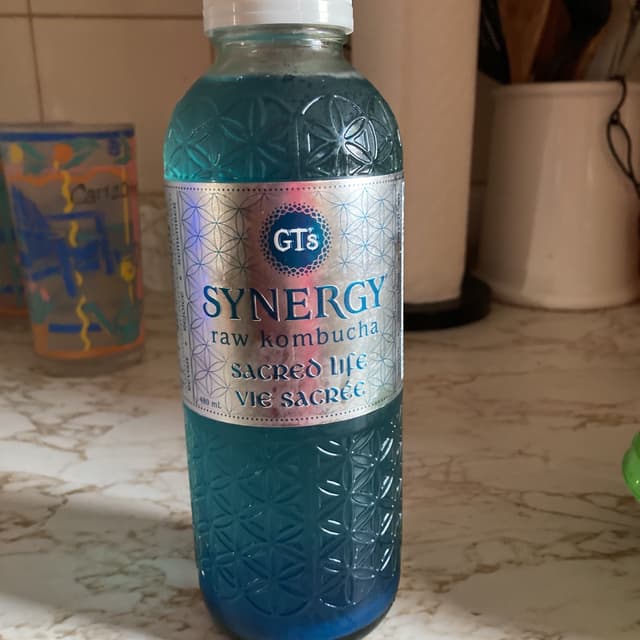 GT's
SYNERGY
raw kombucha
SACRED LIFE
VIE SACRÉE
480 mL